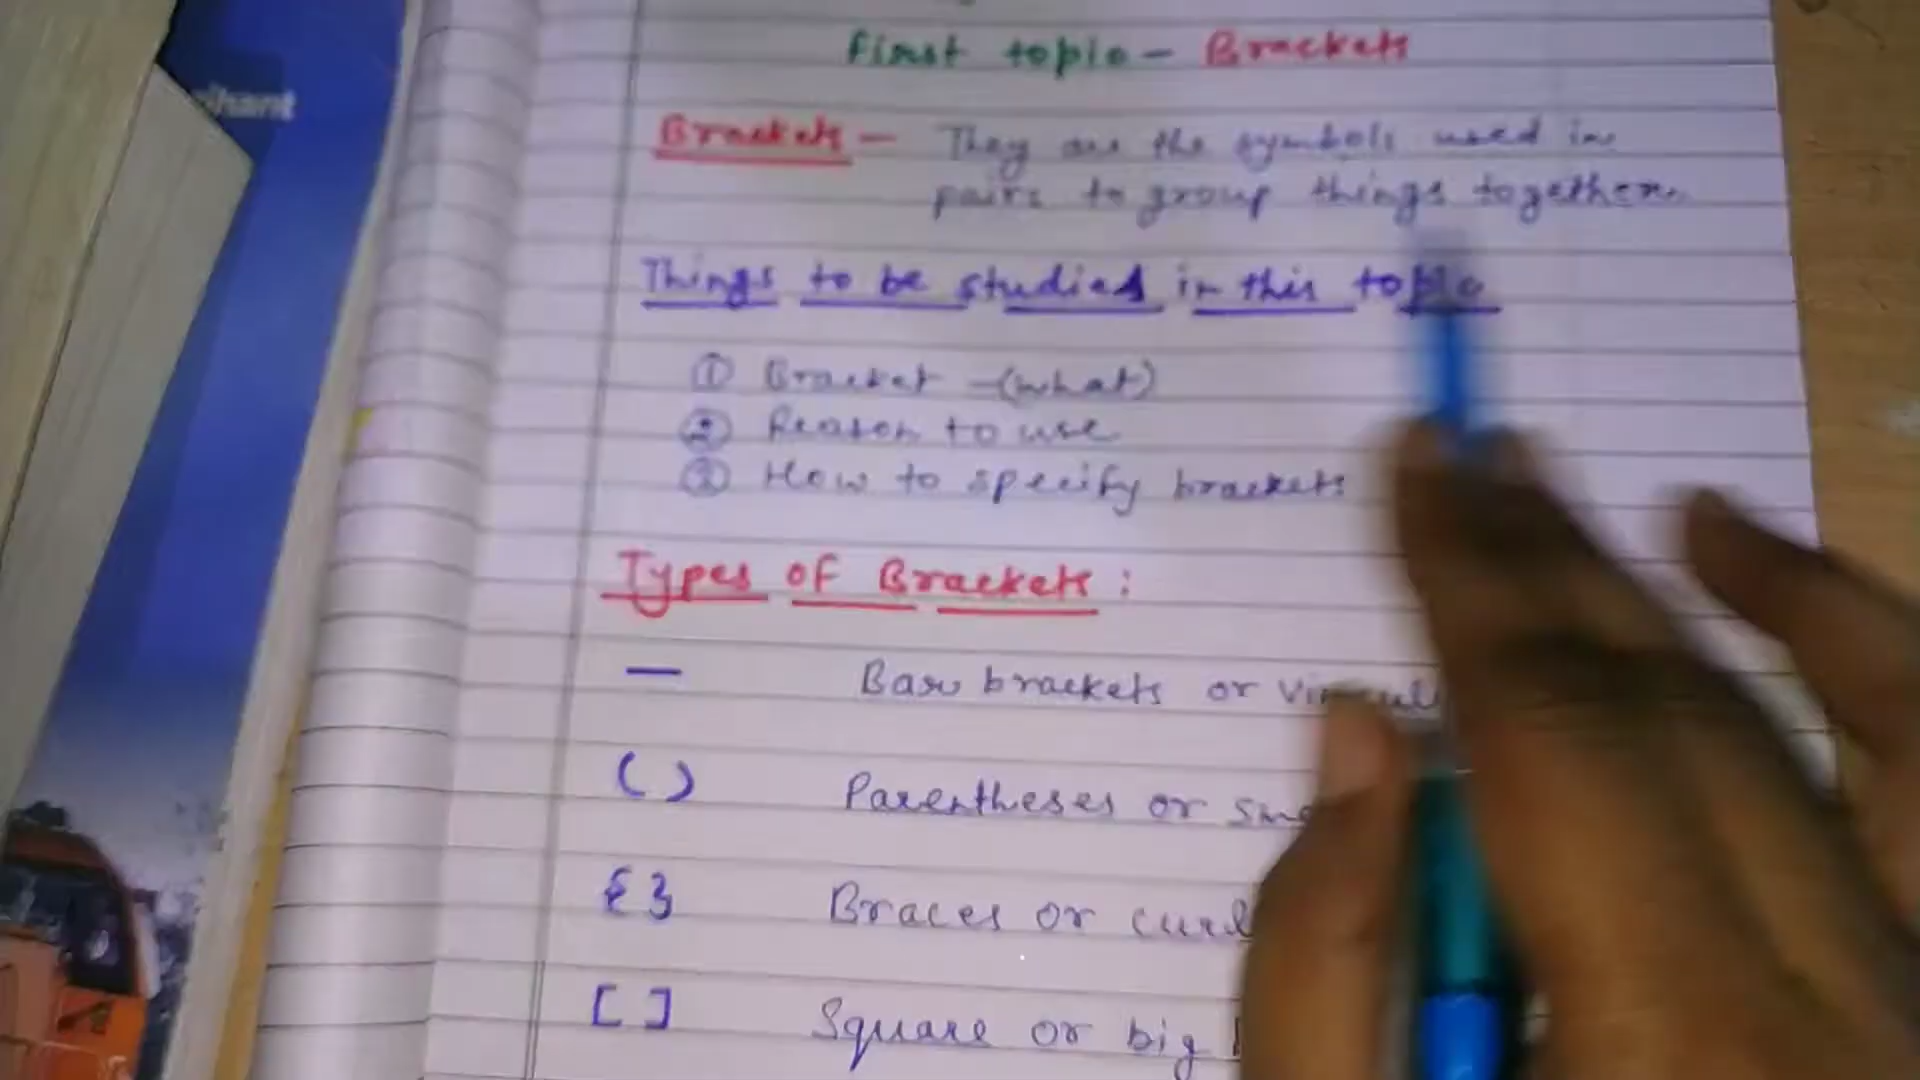 First topic - Brackets
Brackets - They are the symbols used in
pairs to group things together.
Things to be studied in this topic
① Bracket - (what)
② Reason to use
③ How to specify brackets
Types of Brackets :
— Bar brackets or
( ) Parentheses or
{ } Braces or
[ ] Square or big